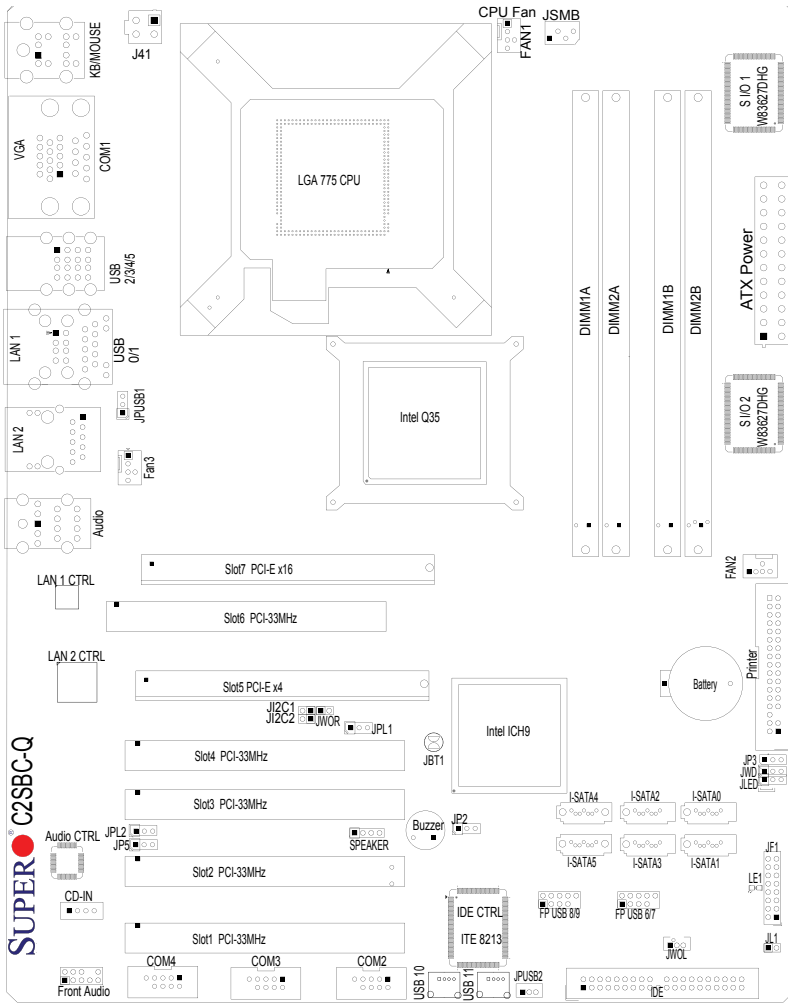 CPU Fan
JSMB
FAN1
J41
KB/MOUSE
S I/O 1
W83627DHG
VGA
COM1
LGA 775 CPU
USB
2/3/4/5
ATX Power
DIMM1A
DIMM2A
DIMM1B
DIMM2B
LAN 1
USB
0/1
JPUSB1
Intel Q35
S I/O 2
W83627DHG
LAN 2
Fan3
Audio
FAN2
Slot7 PCI-E x16
LAN 1 CTRL
Slot6 PCI-33MHz
LAN 2 CTRL
Printer
Battery
Slot5 PCI-E x4
JI2C1
JI2C2
JWOR
JPL1
Intel ICH9
JBT1
Slot4 PCI-33MHz
JP3
JWD
JLED
I-SATA4
I-SATA2
I-SATA0
Slot3 PCI-33MHz
SUPER® C2SBC-Q
Audio CTRL
JPL2
JP5
SPEAKER
Buzzer
JP2
I-SATA5
I-SATA3
I-SATA1
JF1
LE1
Slot2 PCI-33MHz
CD-IN
IDE CTRL
ITE 8213
FP USB 8/9
FP USB 6/7
Slot1 PCI-33MHz
JWOL
JL1
COM4
COM3
COM2
USB 10
USB 11
JPUSB2
Front Audio
IDE